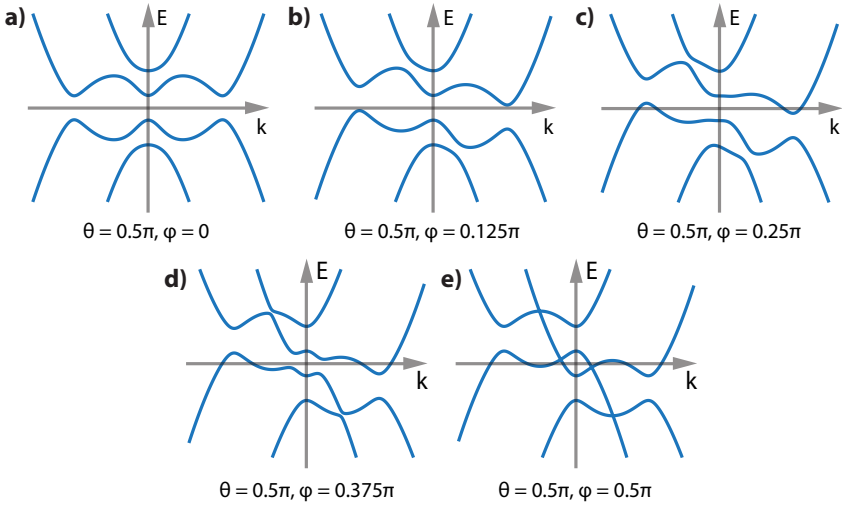 a)
E
k
θ = 0.5π, φ = 0
b)
E
k
θ = 0.5π, φ = 0.125π
c)
E
k
θ = 0.5π, φ = 0.25π
d)
E
k
θ = 0.5π, φ = 0.375π
e)
E
k
θ = 0.5π, φ = 0.5π